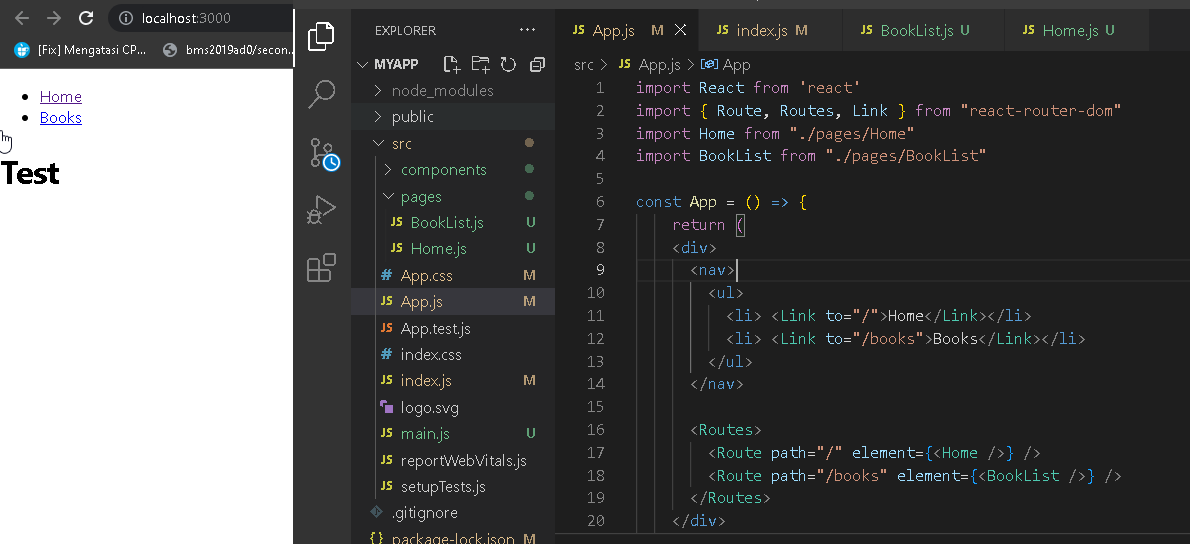 localhost:3000
[Fix] Mengatasi CP...
bms2019ad0/secon...
Home
Books
Test
EXPLORER ...
MYAPP
node_modules
public
src
components
pages
JS BookList.js U
JS Home.js U
# App.css M
JS App.js M
JS App.test.js
# index.css
JS index.js M
logo.svg
JS main.js U
JS reportWebVitals.js
JS setupTests.js
.gitignore
{} package-lock.json M
JS App.js M
JS index.js M
JS BookList.js U
JS Home.js U
src > JS App.js > App
1 import React from 'react'
2 import { Route, Routes, Link } from "react-router-dom"
3 import Home from "./pages/Home"
4 import BookList from "./pages/BookList"
5
6 const App = () => {
7 return (
8 <div>
9 <nav>
10 <ul>
11 <li> <Link to="/">Home</Link></li>
12 <li> <Link to="/books">Books</Link></li>
13 </ul>
14 </nav>
15
16 <Routes>
17 <Route path="/" element={<Home />} />
18 <Route path="/books" element={<BookList />} />
19 </Routes>
20 </div>